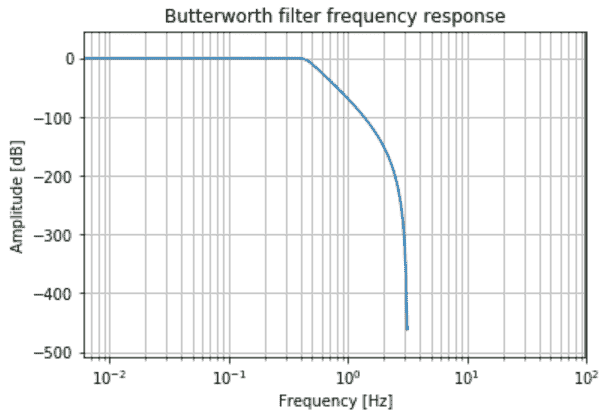 Butterworth filter frequency response
Amplitude [dB]
0
−100
−200
−300
−400
−500
10⁻² 10⁻¹ 10⁰ 10¹ 10²
Frequency [Hz]